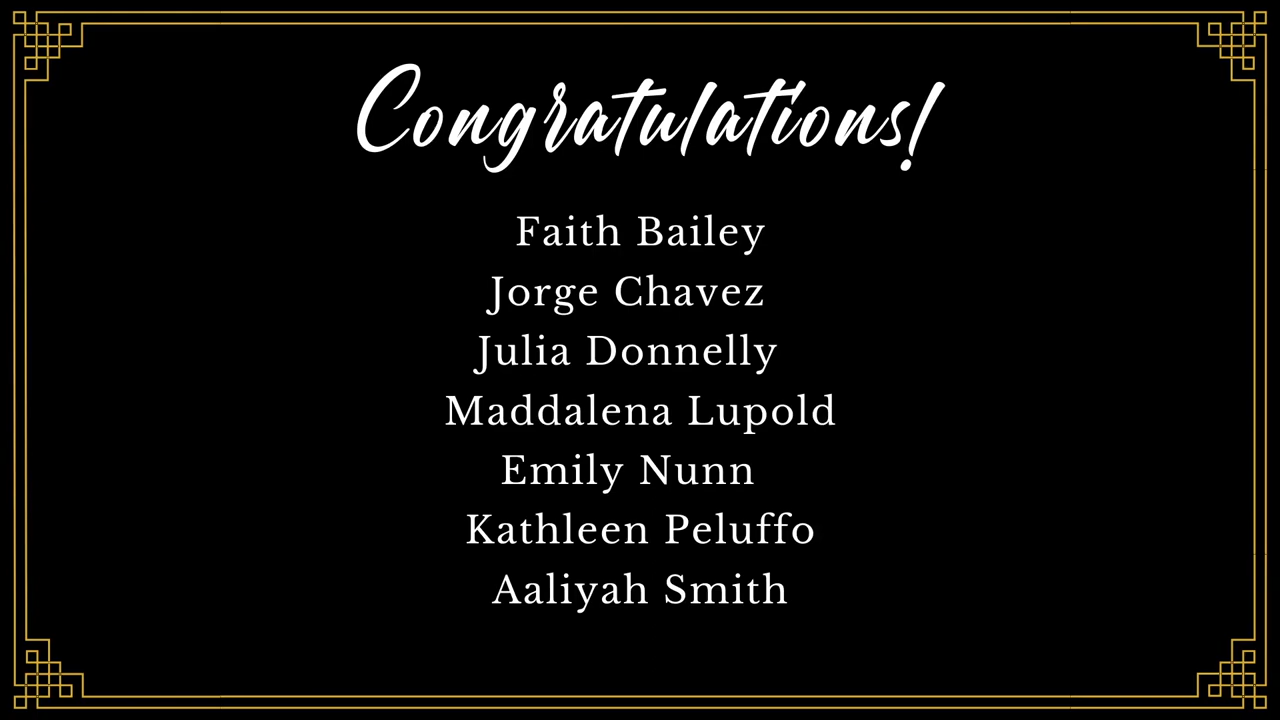 Congratulations!
Faith Bailey
Jorge Chavez
Julia Donnelly
Maddalena Lupold
Emily Nunn
Kathleen Peluffo
Aaliyah Smith